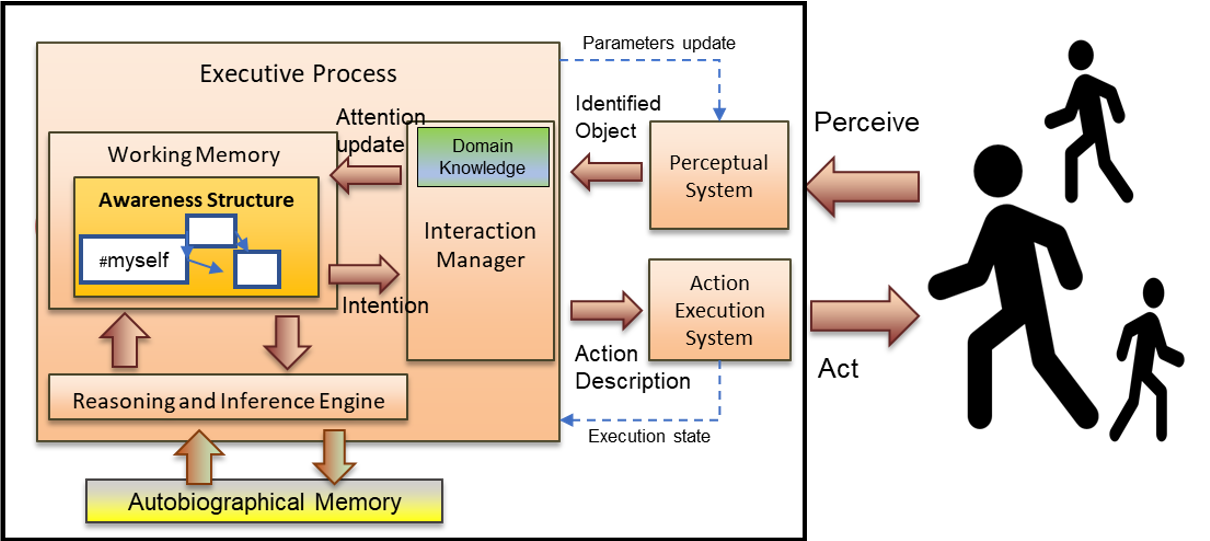 Parameters update
Executive Process
Identified
Object
Attention
update
Domain
Knowledge
Perceive
Working Memory
Perceptual
System
Awareness Structure
#myself
Interaction
Manager
Intention
Action
Execution
System
Action
Description
Act
Reasoning and Inference Engine
Execution state
Autobiographical Memory